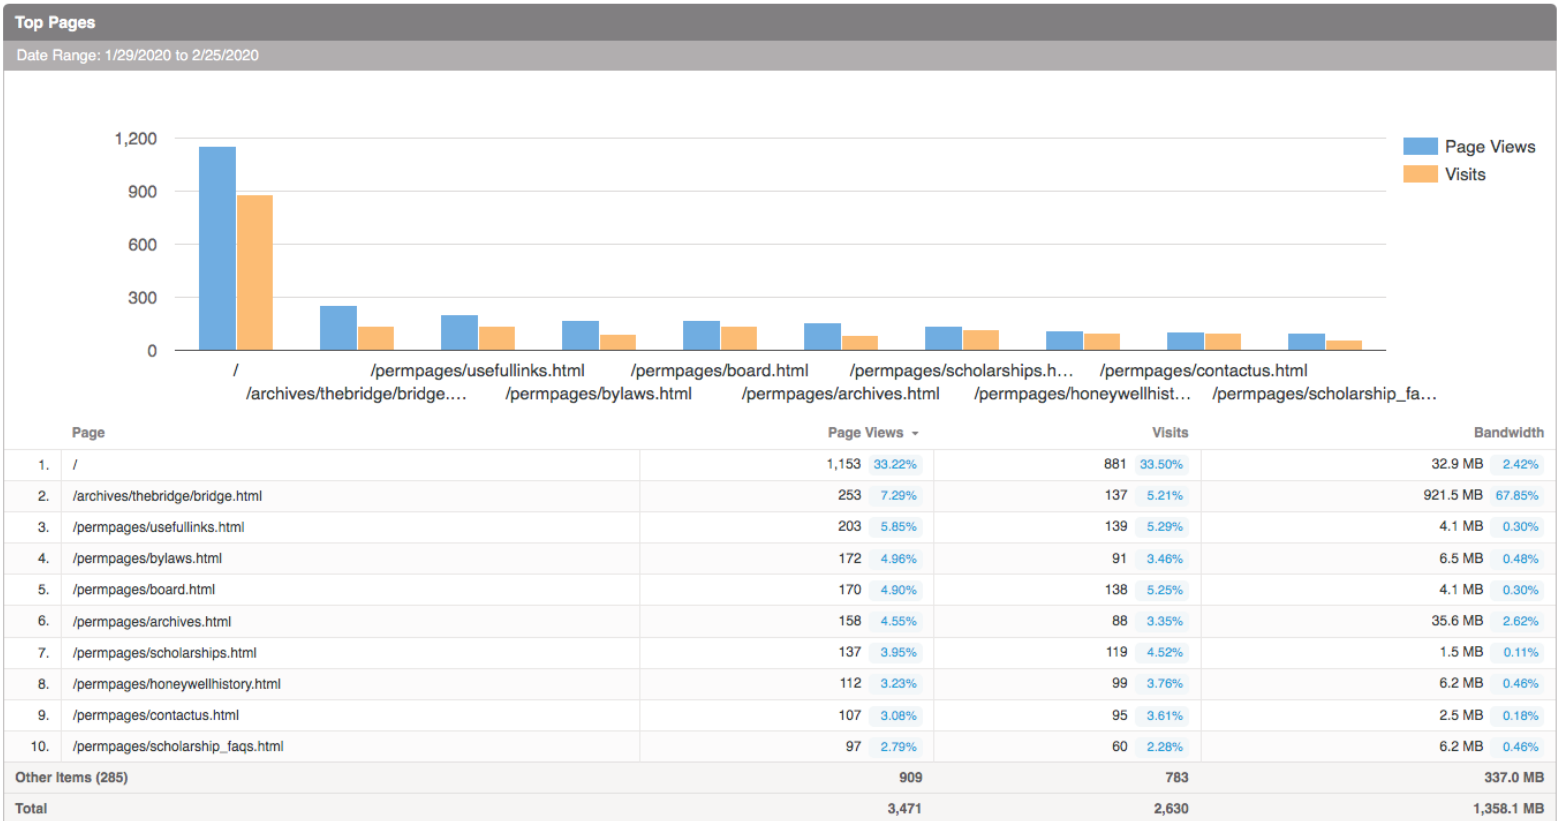 Top Pages
Date Range: 1/29/2020 to 2/25/2020
1,200
900
600
300
0
Page Views
Visits
/ /permpages/usefullinks.html /permpages/board.html /permpages/scholarships.h... /permpages/contactus.html
/archives/thebridge/bridge.... /permpages/bylaws.html /permpages/archives.html /permpages/honeywellhist... /permpages/scholarship_fa...
Page Page Views Visits Bandwidth
1. / 1,153 33.22% 881 33.50% 32.9 MB 2.42%
2. /archives/thebridge/bridge.html 253 7.29% 137 5.21% 921.5 MB 67.85%
3. /permpages/usefullinks.html 203 5.85% 139 5.29% 4.1 MB 0.30%
4. /permpages/bylaws.html 172 4.96% 91 3.46% 6.5 MB 0.48%
5. /permpages/board.html 170 4.90% 138 5.25% 4.1 MB 0.30%
6. /permpages/archives.html 158 4.55% 88 3.35% 35.6 MB 2.62%
7. /permpages/scholarships.html 137 3.95% 119 4.52% 1.5 MB 0.11%
8. /permpages/honeywellhistory.html 112 3.23% 99 3.76% 6.2 MB 0.46%
9. /permpages/contactus.html 107 3.08% 95 3.61% 2.5 MB 0.18%
10. /permpages/scholarship_faqs.html 97 2.79% 60 2.28% 6.2 MB 0.46%
Other Items (285) 909 783 337.0 MB
Total 3,471 2,630 1,358.1 MB